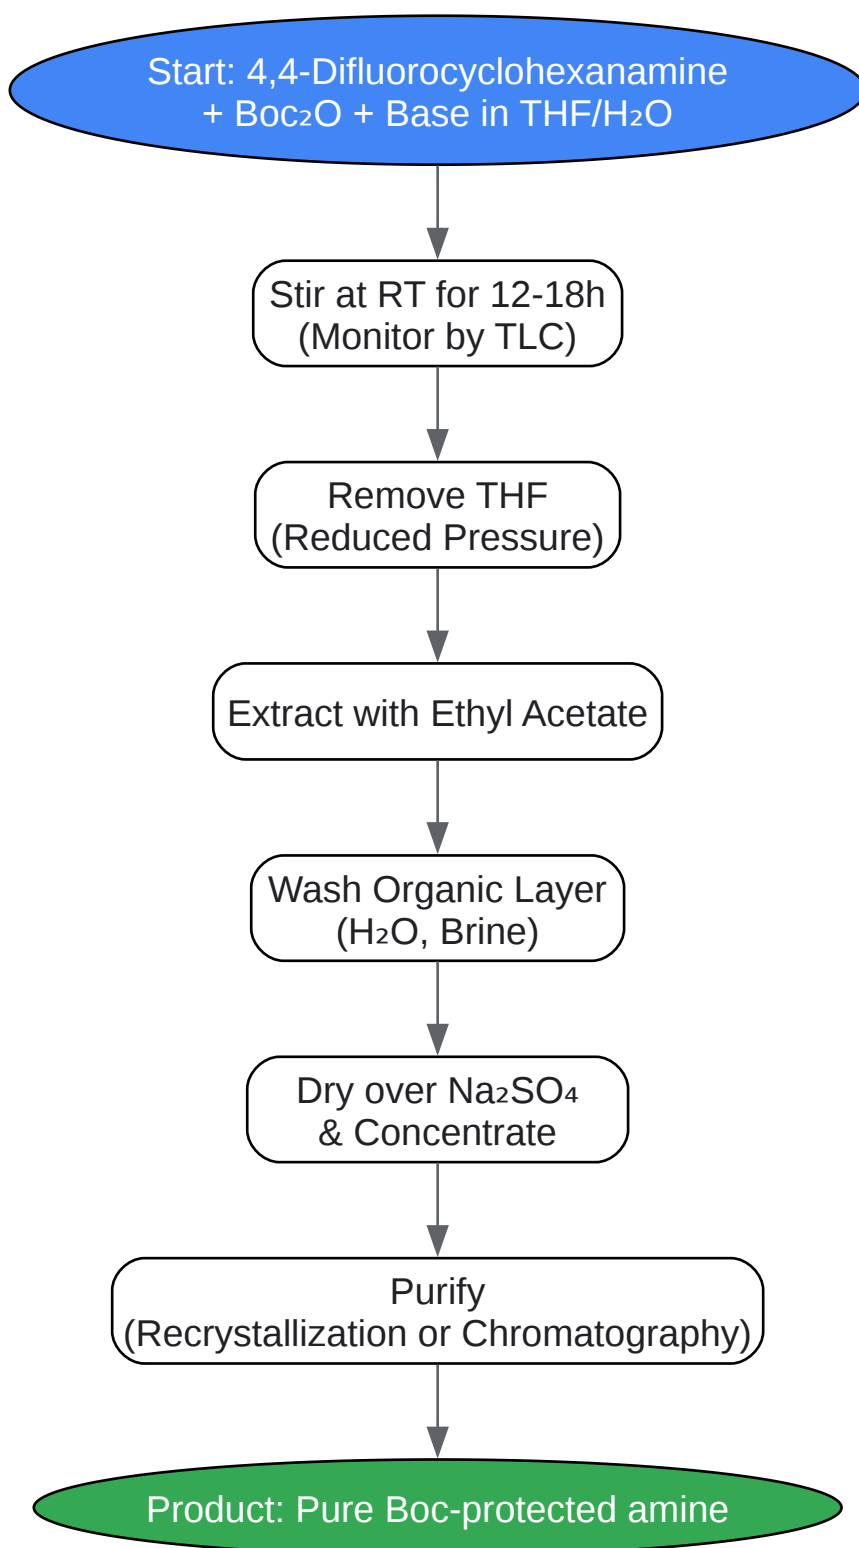 Start: 4,4-Difluorocyclohexanamine
+ Boc₂O + Base in THF/H₂O
Stir at RT for 12-18h
(Monitor by TLC)
Remove THF
(Reduced Pressure)
Extract with Ethyl Acetate
Wash Organic Layer
(H₂O, Brine)
Dry over Na₂SO₄
& Concentrate
Purify
(Recrystallization or Chromatography)
Product: Pure Boc-protected amine